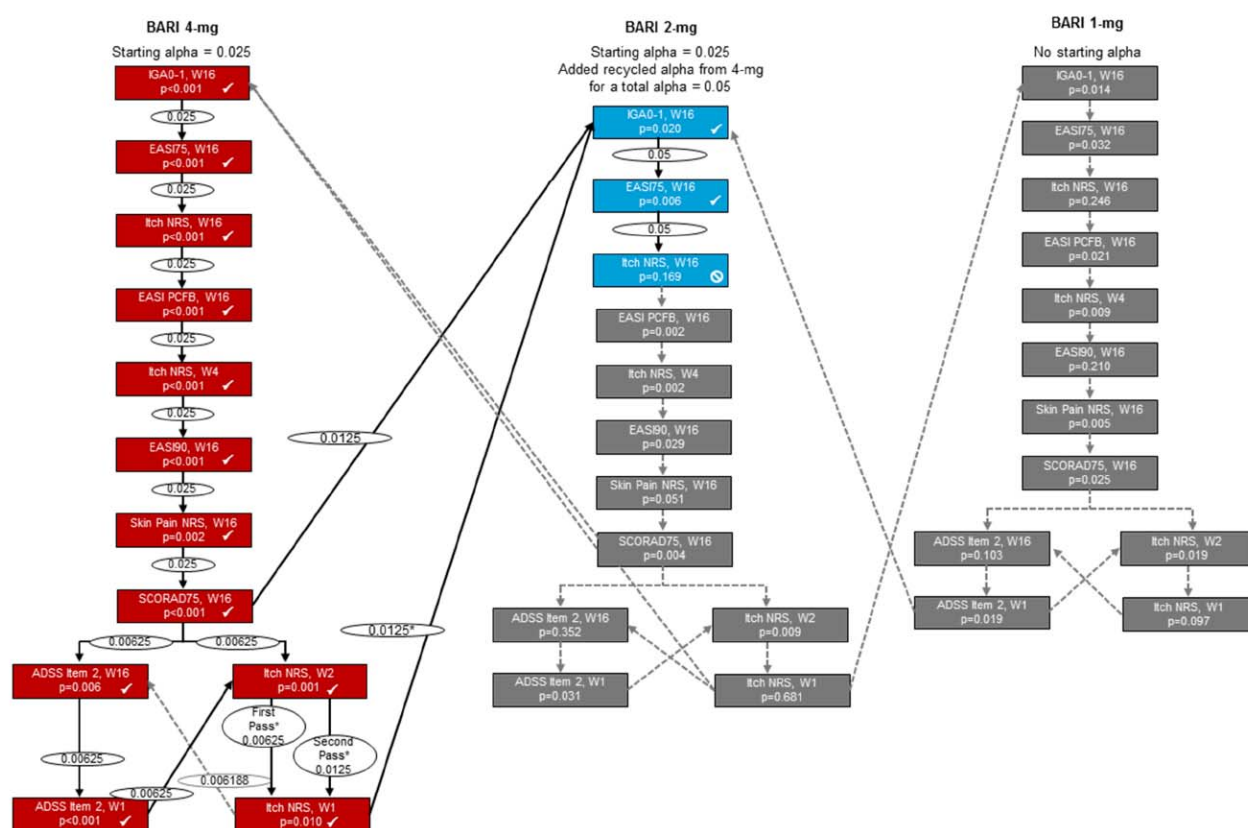 BARI 4-mg
Starting alpha = 0.025
IGA0-1, W16
p<0.001
0.025
EASI75, W16
p<0.001
0.025
Itch NRS, W16
p<0.001
0.025
EASI PCFB, W16
p<0.001
0.025
Itch NRS, W4
p<0.001
0.025
EASI90, W16
p<0.001
0.025
Skin Pain NRS, W16
p=0.002
0.025
SCORAD75, W16
p<0.001
0.00625
0.00625
ADSS Item 2, W16
p=0.006
Itch NRS, W2
p=0.001
First
Pass*
0.00625
Second
Pass*
0.0125
0.00625
0.00625
0.006188
ADSS Item 2, W1
p<0.001
Itch NRS, W1
p=0.010
0.0125
0.0125*
BARI 2-mg
Starting alpha = 0.025
Added recycled alpha from 4-mg
for a total alpha = 0.05
IGA0-1, W16
p=0.020
0.05
EASI75, W16
p=0.006
0.05
Itch NRS, W16
p=0.169
EASI PCFB, W16
p=0.002
Itch NRS, W4
p=0.002
EASI90, W16
p=0.029
Skin Pain NRS, W16
p=0.051
SCORAD75, W16
p=0.004
ADSS Item 2, W16
p=0.352
Itch NRS, W2
p=0.009
ADSS Item 2, W1
p=0.031
Itch NRS, W1
p=0.681
BARI 1-mg
No starting alpha
IGA0-1, W16
p=0.014
EASI75, W16
p=0.032
Itch NRS, W16
p=0.246
EASI PCFB, W16
p=0.021
Itch NRS, W4
p=0.009
EASI90, W16
p=0.210
Skin Pain NRS, W16
p=0.005
SCORAD75, W16
p=0.025
ADSS Item 2, W16
p=0.103
Itch NRS, W2
p=0.019
ADSS Item 2, W1
p=0.019
Itch NRS, W1
p=0.097